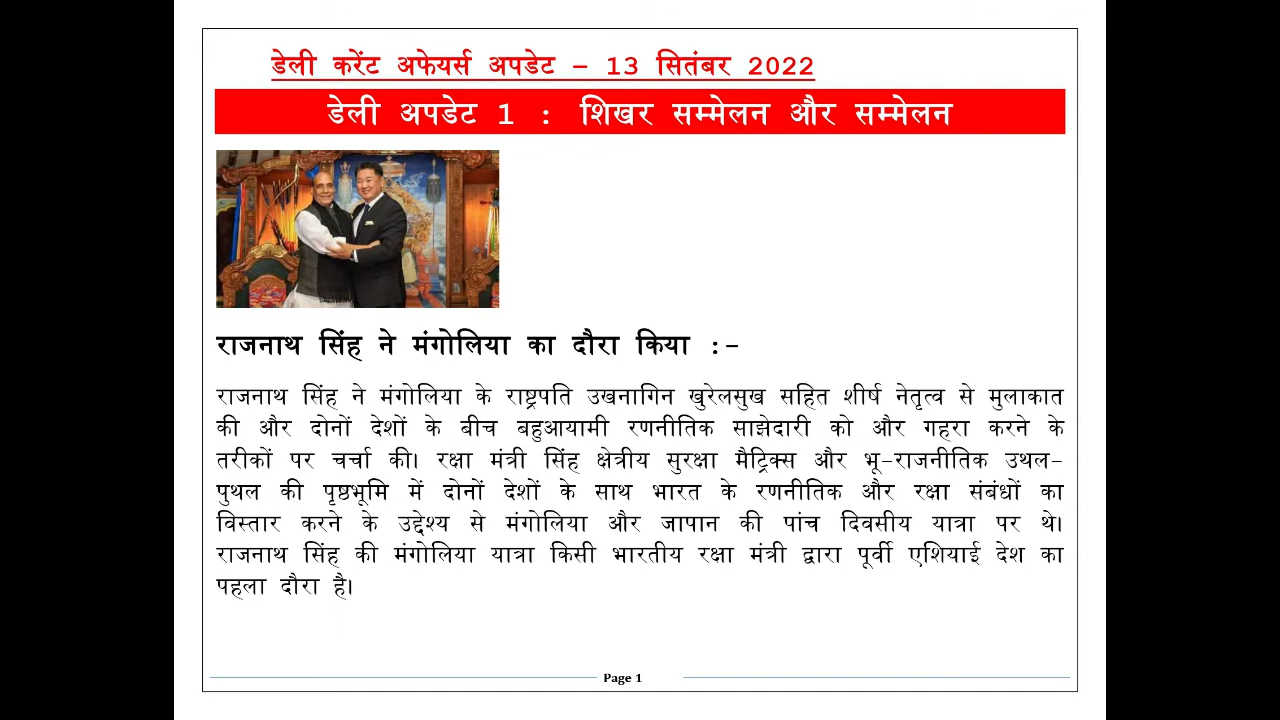 डेली करेंट अफेयर्स अपडेट – 13 सितंबर 2022
डेली अपडेट 1 : शिखर सम्मेलन और सम्मेलन
राजनाथ सिंह ने मंगोलिया का दौरा किया :-
राजनाथ सिंह ने मंगोलिया के राष्ट्रपति उखनागिन खुरेलसुख सहित शीर्ष नेतृत्व से मुलाकात
की और दोनों देशों के बीच बहुआयामी रणनीतिक साझेदारी को और गहरा करने के
तरीकों पर चर्चा की। रक्षा मंत्री सिंह क्षेत्रीय सुरक्षा मैट्रिक्स और भू-राजनीतिक उथल-
पुथल की पृष्ठभूमि में दोनों देशों के साथ भारत के रणनीतिक और रक्षा संबंधों का
विस्तार करने के उद्देश्य से मंगोलिया और जापान की पांच दिवसीय यात्रा पर थे।
राजनाथ सिंह की मंगोलिया यात्रा किसी भारतीय रक्षा मंत्री द्वारा पूर्वी एशियाई देश का
पहला दौरा है।
Page 1